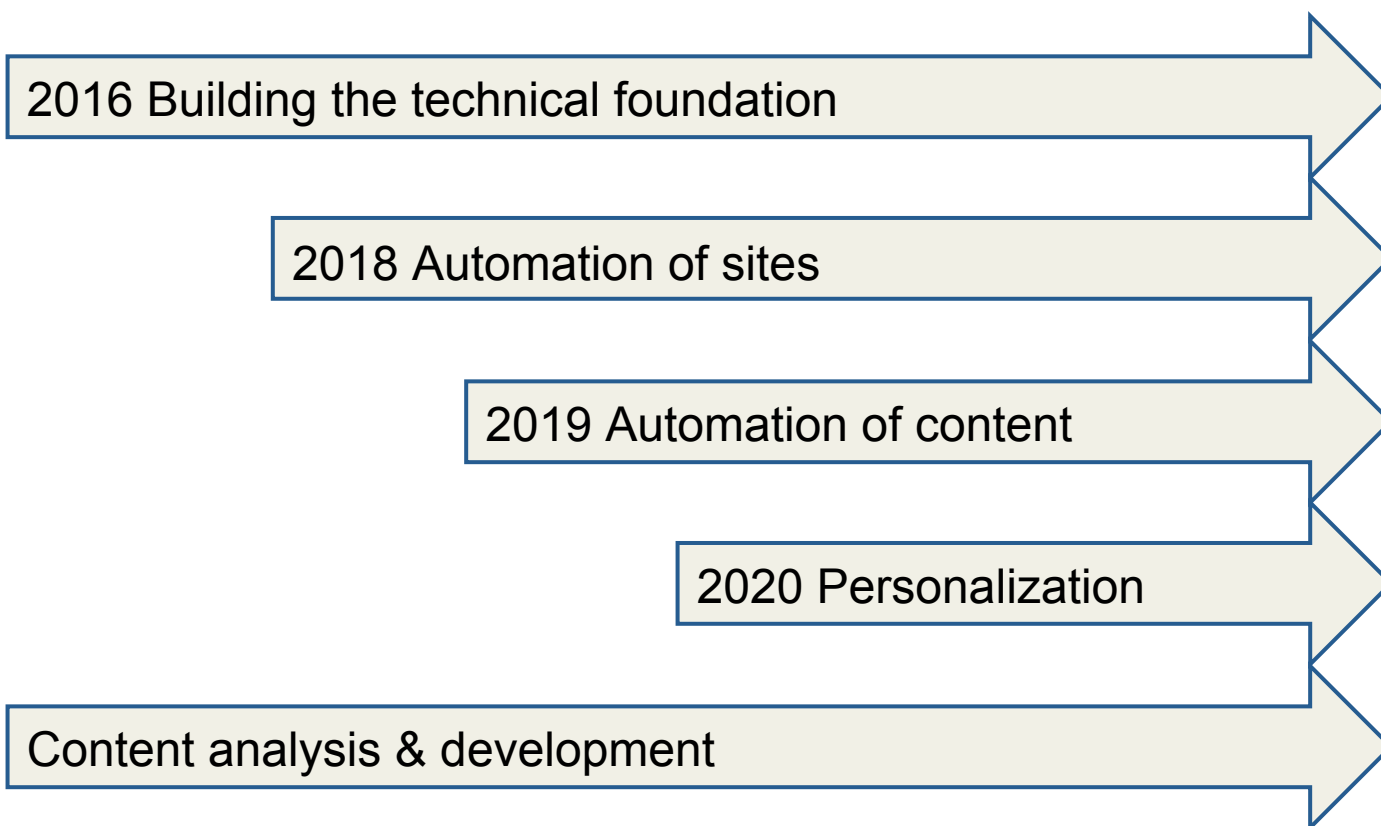 2016 Building the technical foundation
2018 Automation of sites
2019 Automation of content
2020 Personalization
Content analysis & development